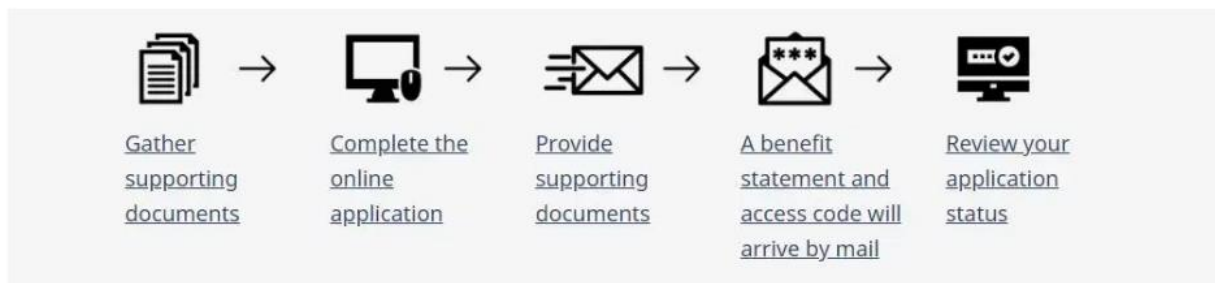 Gather
supporting
documents
Complete the
online
application
Provide
supporting
documents
***
A benefit
statement and
access code will
arrive by mail
Review your
application
status